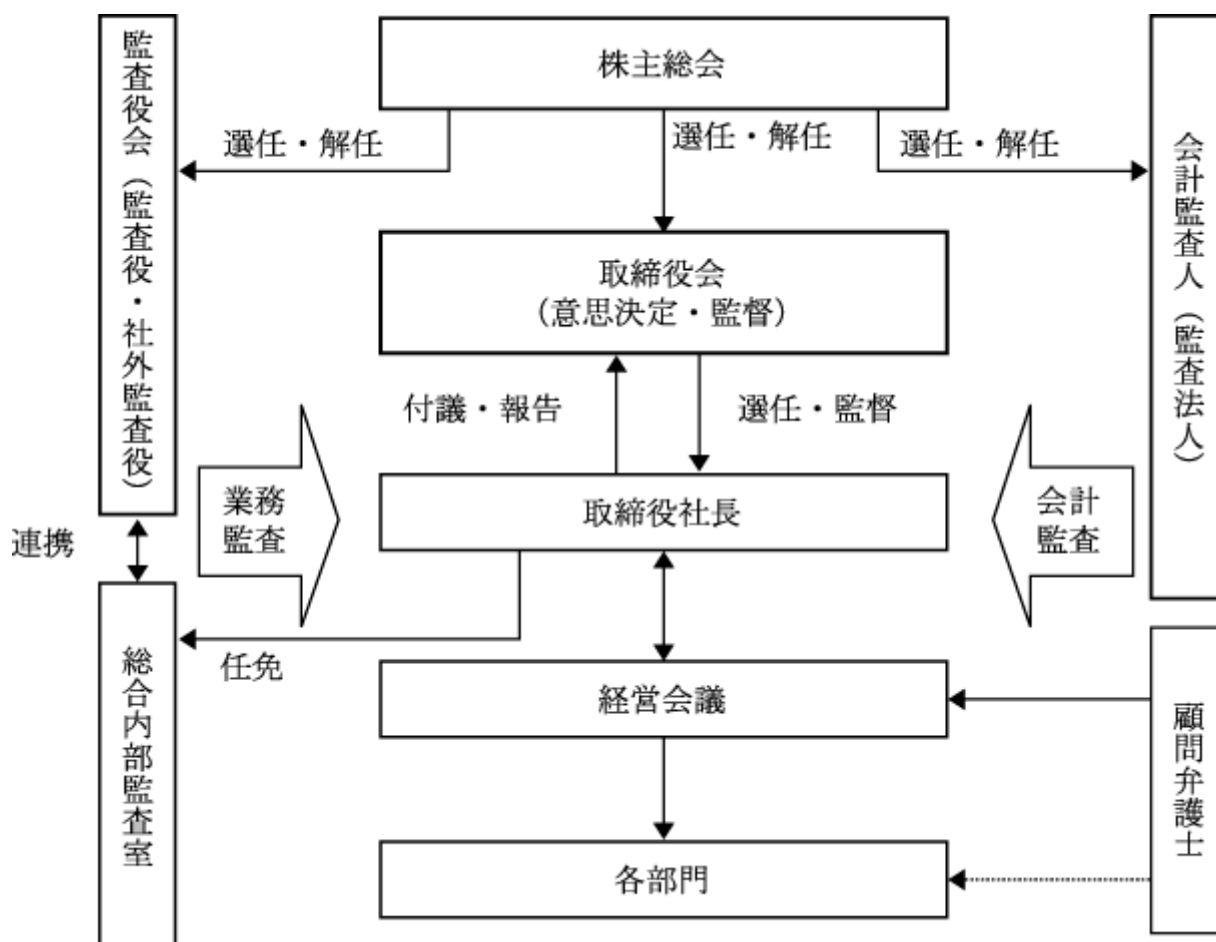 株主総会
監査役会（監査役・社外監査役）
選任・解任
選任・解任
選任・解任
会計監査人（監査法人）
取締役会
（意思決定・監督）
付議・報告
選任・監督
業務
監査
取締役社長
会計
監査
連携
任免
総合内部監査室
経営会議
顧問弁護士
各部門